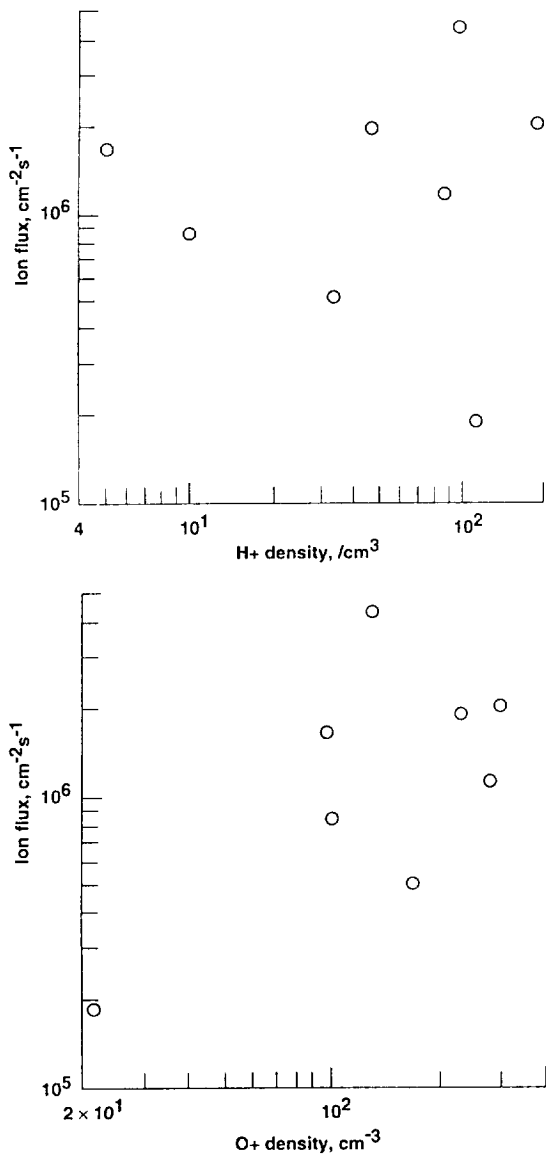 Ion flux, cm⁻²s⁻¹
10⁶
10⁵
4 10¹ 10²
H+ density, /cm³
Ion flux, cm⁻²s⁻¹
10⁶
10⁵
2 × 10¹ 10²
O+ density, cm⁻³